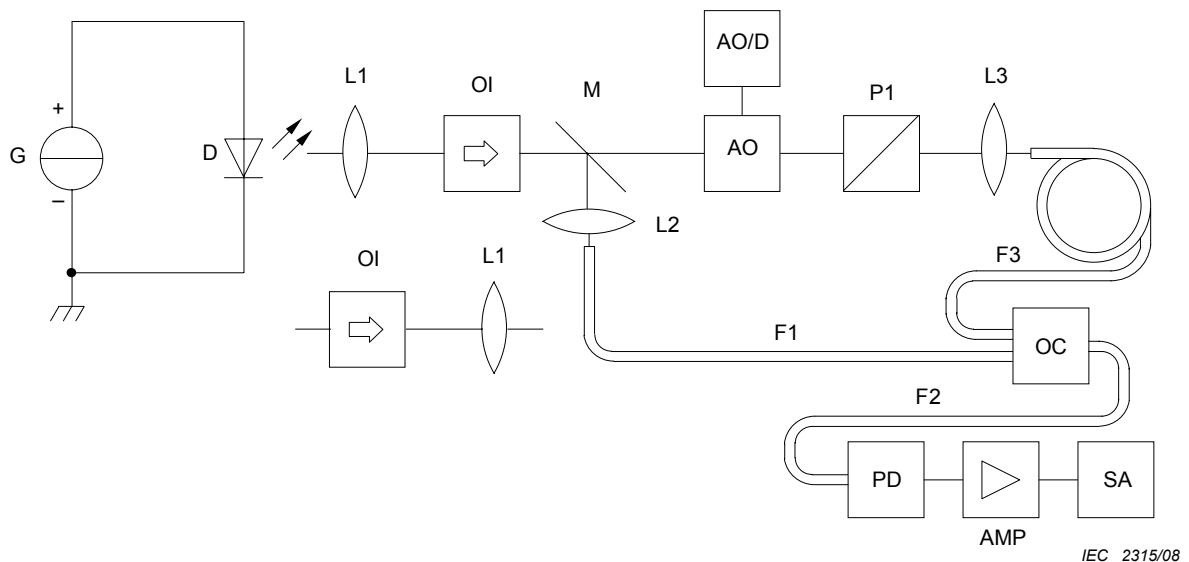 AO/D
L1
OI
M
P1
L3
+
G
D
AO
−
L2
OI
L1
F3
F1
OC
F2
PD
SA
AMP
IEC 2315/08